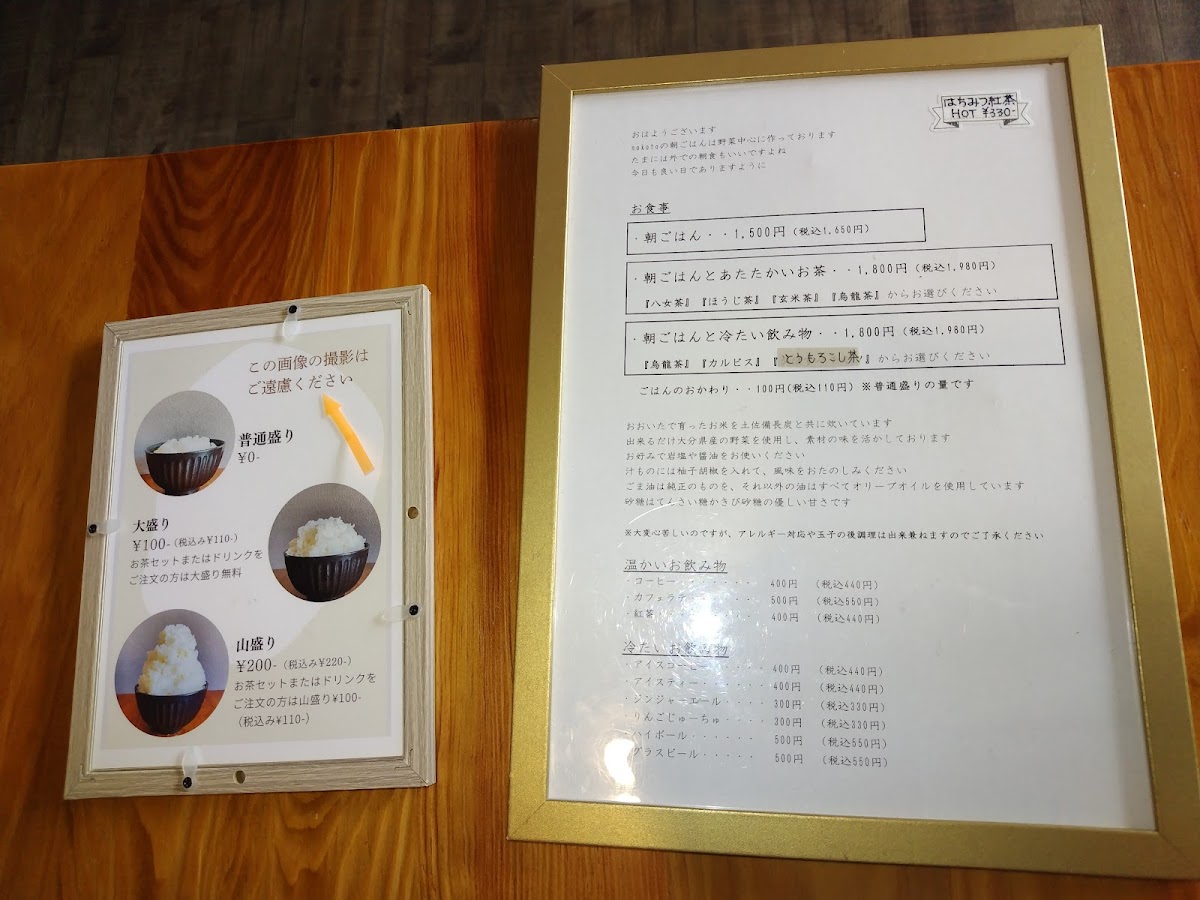 この画像の撮影は
ご遠慮ください
普通盛り
¥0-
大盛り
¥100-（税込み¥110-）
お茶セットまたはドリンクを
ご注文の方は大盛り無料
山盛り
¥200-（税込み¥220-）
お茶セットまたはドリンクを
ご注文の方は山盛り¥100-
（税込み¥110-）
はちみつ紅茶
HOT ¥330-
おはようございます
nokotoの朝ごはんは野菜中心に作っております
たまには外での朝食もいいですよね
今日も良い日でありますように
お食事
・朝ごはん・・1,500円（税込1,650円）
・朝ごはんとあたたかいお茶・・1,800円（税込1,980円）
『八女茶』『ほうじ茶』『玄米茶』『烏龍茶』からお選びください
・朝ごはんと冷たい飲み物・・1,800円（税込1,980円）
『烏龍茶』『カルピス』『とうもろこし茶』からお選びください
ごはんのおかわり・・100円(税込110円) ※普通盛りの量です
おおいたで育ったお米を土佐備長炭と共に炊いています
出来るだけ大分県産の野菜を使用し、素材の味を活かしております
お好みで岩塩や醤油をお使いください
汁ものには柚子胡椒を入れて、風味をおたのしみください
ごま油は純正のものを、それ以外の油はすべてオリーブオイルを使用しています
砂糖はてんさい糖かきび砂糖の優しい甘さです
※大変心苦しいのですが、アレルギー対応や玉子の後調理は出来兼ねますのでご了承ください
温かいお飲み物
・コーヒー・・・・・・・ 400円 （税込440円）
・カフェラテ・・・・・・ 500円 （税込550円）
・紅茶・・・・・・・・ 400円 （税込440円）
冷たいお飲み物
・アイスコーヒー・・・・・ 400円 （税込440円）
・アイスティー・・・・・・ 400円 （税込440円）
・ジンジャーエール・・・・ 300円 （税込330円）
・りんごじゅーちゅ・・・・ 300円 （税込330円）
・ハイボール・・・・・・ 500円 （税込550円）
・グラスビール・・・・・ 500円 （税込550円）